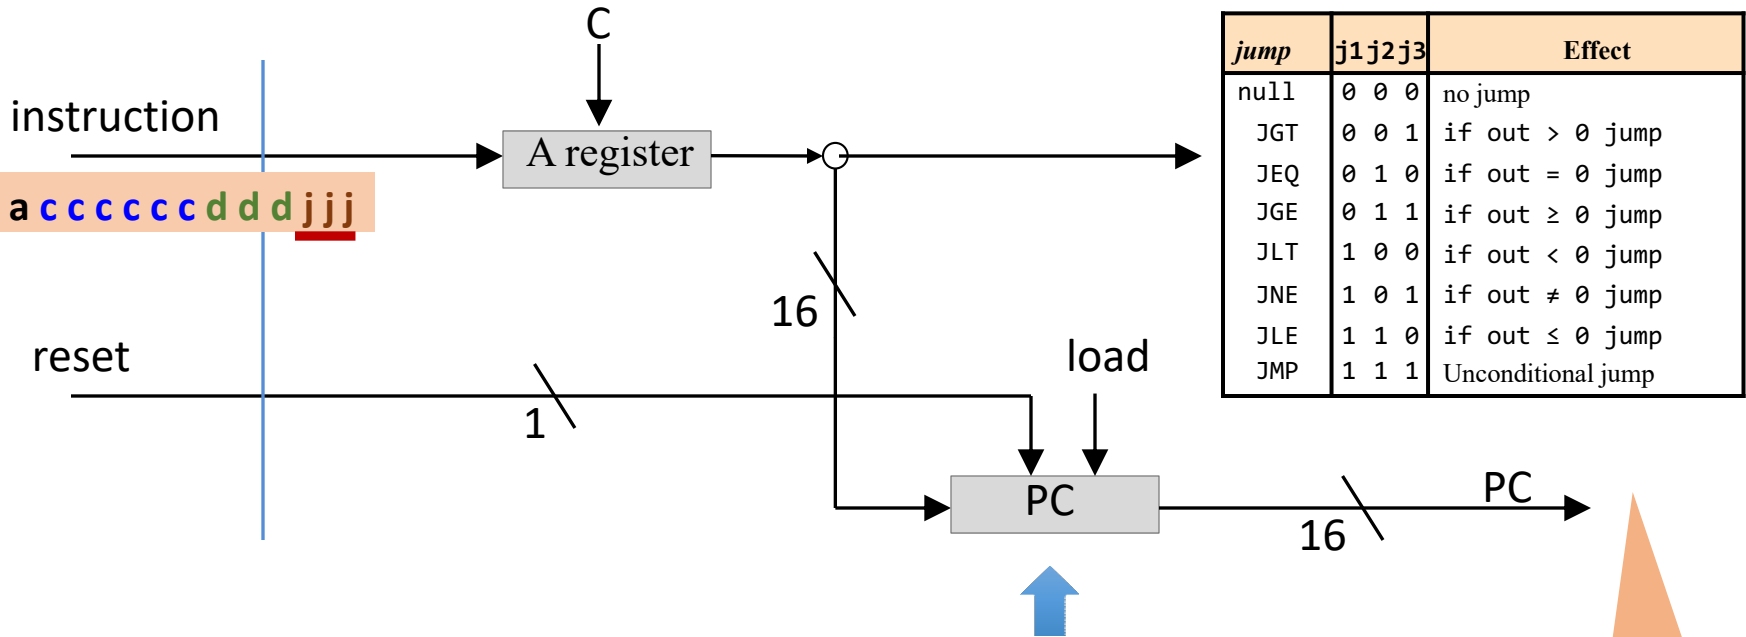 C
instruction
A register
a c c c c c c d d d j j j
16
reset
1
load
PC
PC
16
jump j1 j2 j3 Effect
null 0 0 0 no jump
JGT 0 0 1 if out > 0 jump
JEQ 0 1 0 if out = 0 jump
JGE 0 1 1 if out ≥ 0 jump
JLT 1 0 0 if out < 0 jump
JNE 1 0 1 if out ≠ 0 jump
JLE 1 1 0 if out ≤ 0 jump
JMP 1 1 1 Unconditional jump